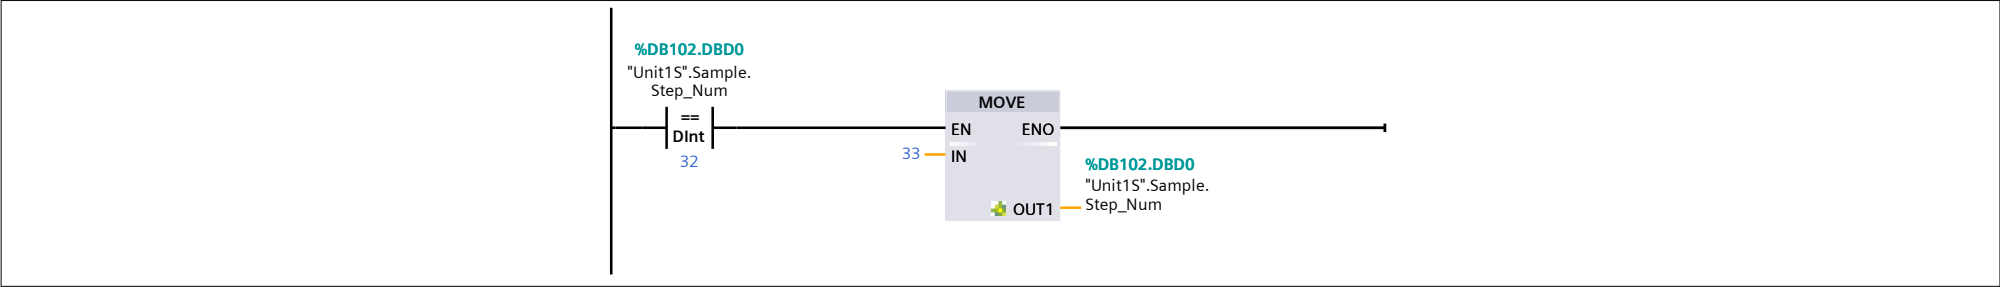 %DB102.DBD0
"Unit1S".Sample.
Step_Num
==
DInt
32
MOVE
EN
ENO
33
IN
%DB102.DBD0
"Unit1S".Sample.
Step_Num
OUT1